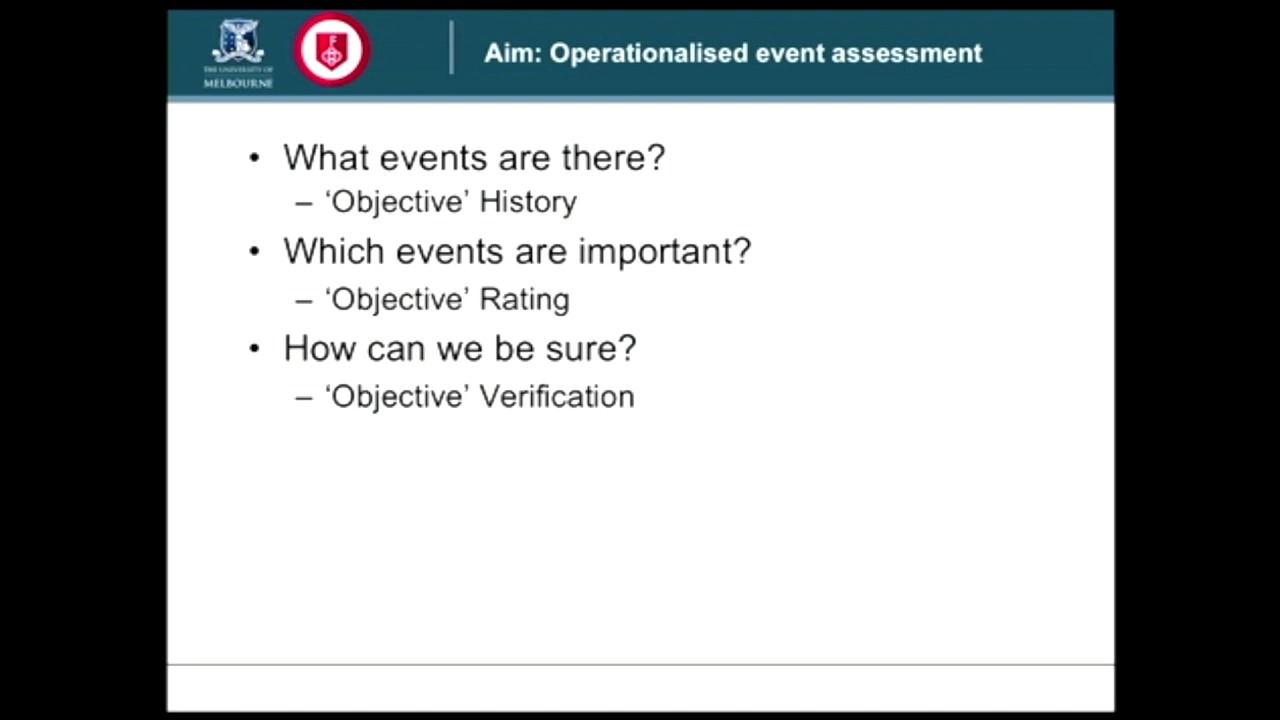 THE UNIVERSITY OF
MELBOURNE
Aim: Operationalised event assessment
• What events are there?
– ‘Objective’ History
• Which events are important?
– ‘Objective’ Rating
• How can we be sure?
– ‘Objective’ Verification